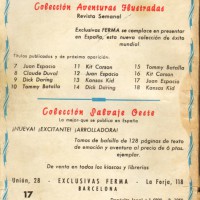 Colección Aventuras Ilustradas
Revista Semanal
Exclusivas FERMA se complace en presentar
en España, esta nueva colección de éxito
mundial
Títulos publicados y de próxima aparición:
7 Juan Espacio 11 Kit Carson 15 Tommy Batalla
8 Claude Duval 12 Juan Espacio 16 Kit Carson
9 Dick Daring 13 Kansas Kid 17 Juan Espacio
10 Tommy Batalla 14 Dick Daring 18 Kansas Kid
Colección Salvaje Oeste
La mejor que se publica en España
¡NUEVA! ¡EXCITANTE! ¡ARROLLADORA!
Tomos de bolsillo de 128 páginas de texto
de emoción y aventura al precio de 6 ptas.
ejemplar.
De venta en todos los kioscos y librerías
Unión, 28 - EXCLUSIVAS FERMA - La Forja, 118
BARCELONA
17